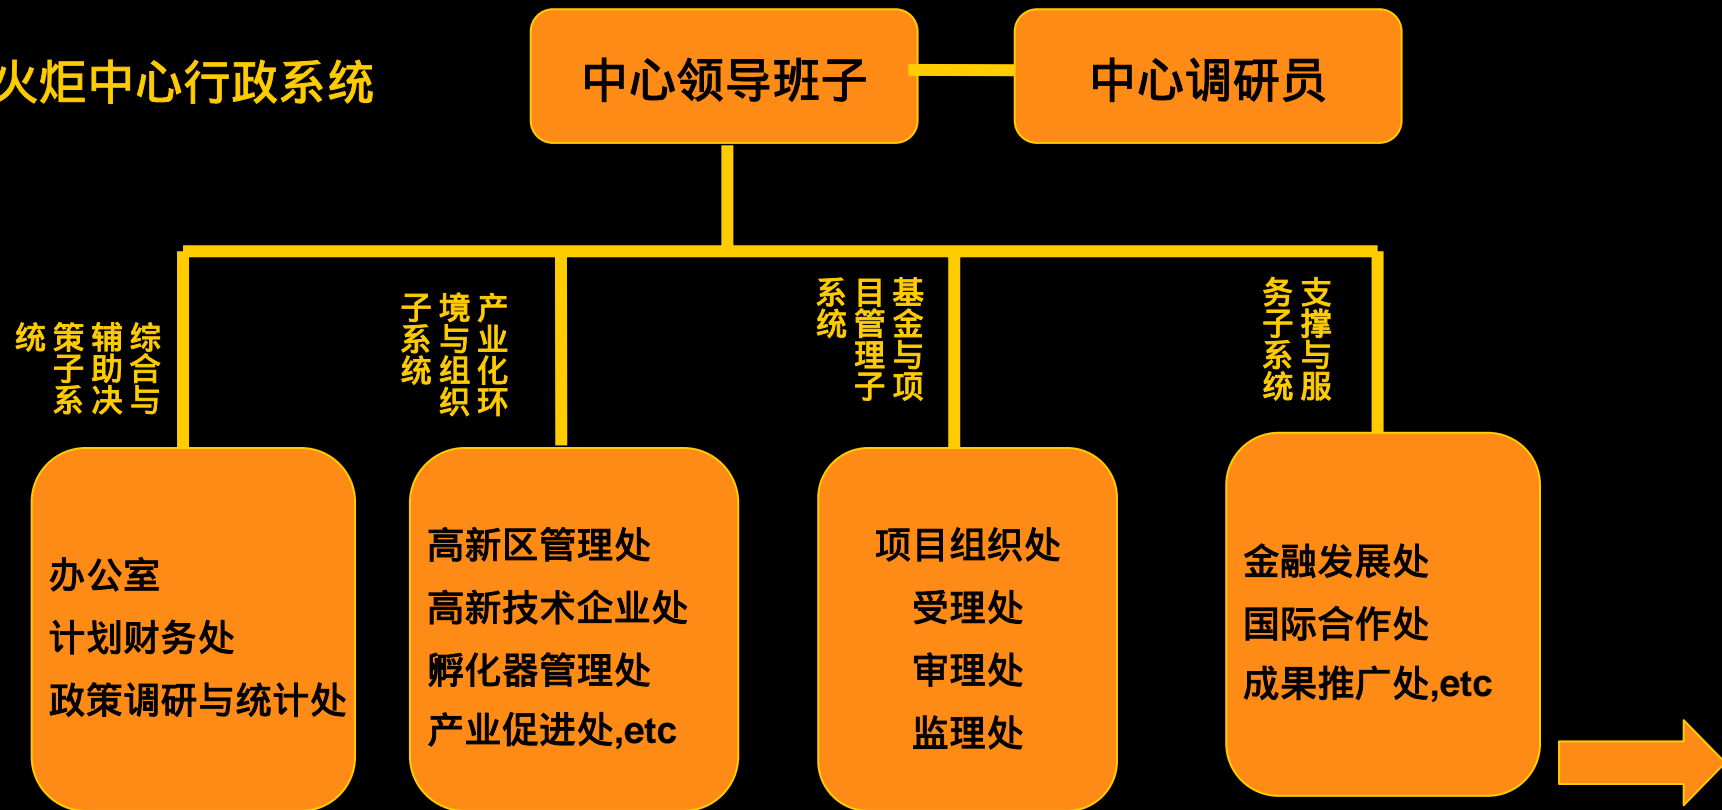 火炬中心行政系统
中心领导班子
中心调研员
综合与
辅助决
策子系
统
产业化环
境与组织
子系统
基金与项
目管理子
系统
支撑与服
务子系统
办公室
计划财务处
政策调研与统计处
高新区管理处
高新技术企业处
孵化器管理处
产业促进处,etc
项目组织处
受理处
审理处
监理处
金融发展处
国际合作处
成果推广处,etc